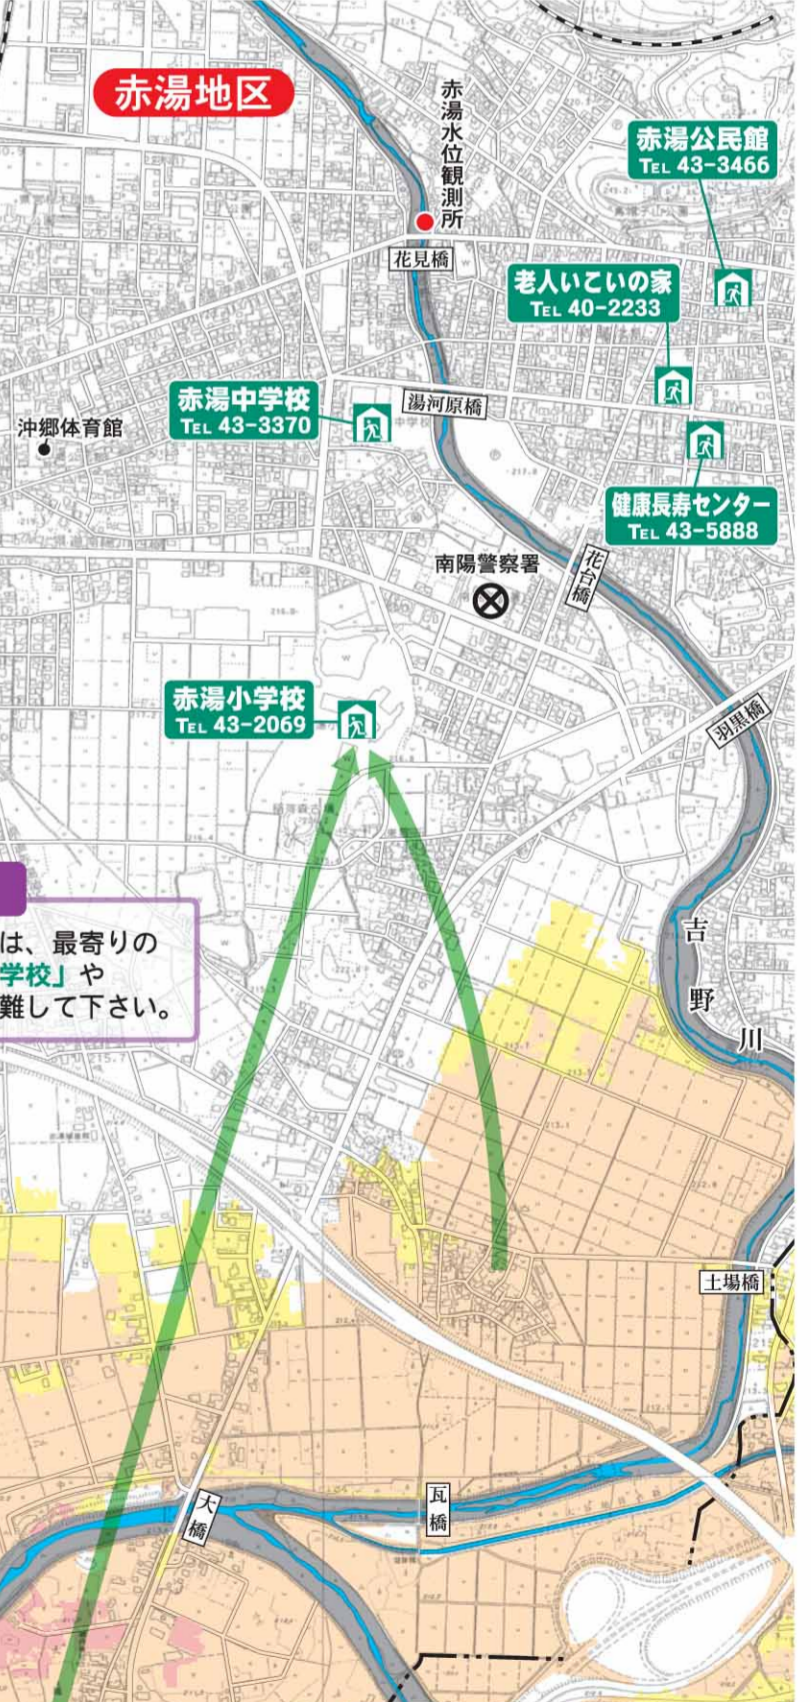 赤湯地区
赤湯水位観測所
赤湯公民館
TEL 43-3466
花見橋
老人いこいの家
TEL 40-2233
赤湯中学校
TEL 43-3370
湯河原橋
沖郷体育館
健康長寿センター
TEL 43-5888
南陽警察署
花台橋
赤湯小学校
TEL 43-2069
羽黒橋
は、最寄りの
学校」や
難して下さい。
吉野川
土場橋
瓦橋
大橋